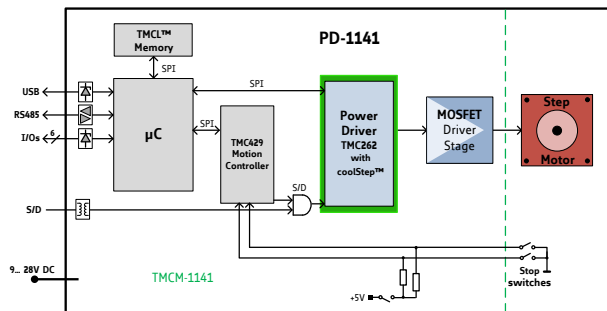 PD-1141
TMCL™
Memory
SPI
USB
RS485
I/Os
6
µC
SPI
SPI
TMC429
Motion
Controller
Power
Driver
TMC262
with
coolStep™
MOSFET
Driver
Stage
Step
Motor
S/D
S/D
9... 28V DC
TMCM-1141
+5V
Stop
switches